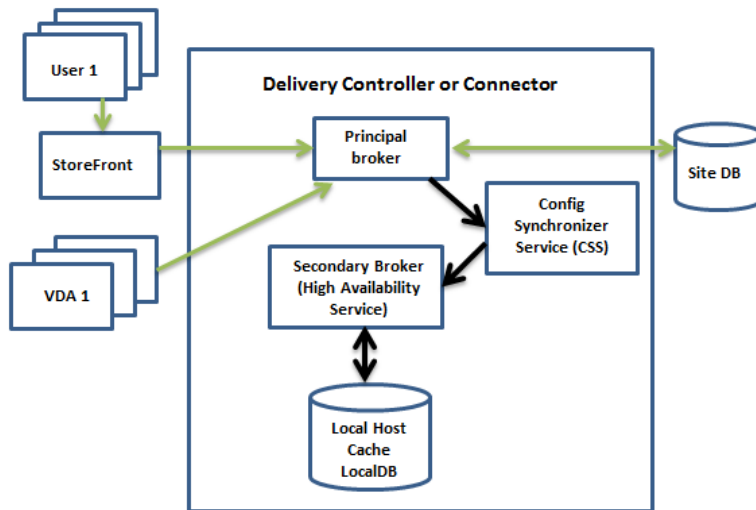 User 1
Delivery Controller or Connector
StoreFront
Principal
broker
Site DB
Config
Synchronizer
Service (CSS)
VDA 1
Secondary Broker
(High Availability
Service)
Local Host
Cache
LocalDB